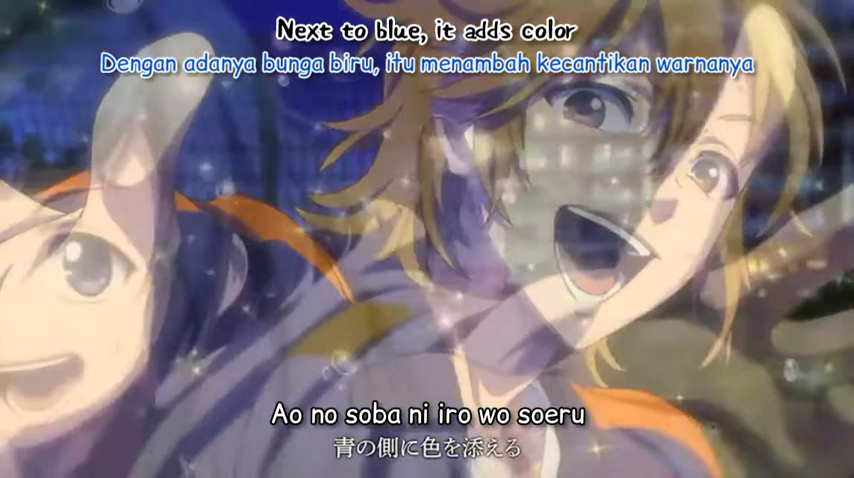 Next to blue, it adds color
Dengan adanya bunga biru, itu menambah kecantikan warnanya
Ao no soba ni iro wo soeru
青の側に色を添える